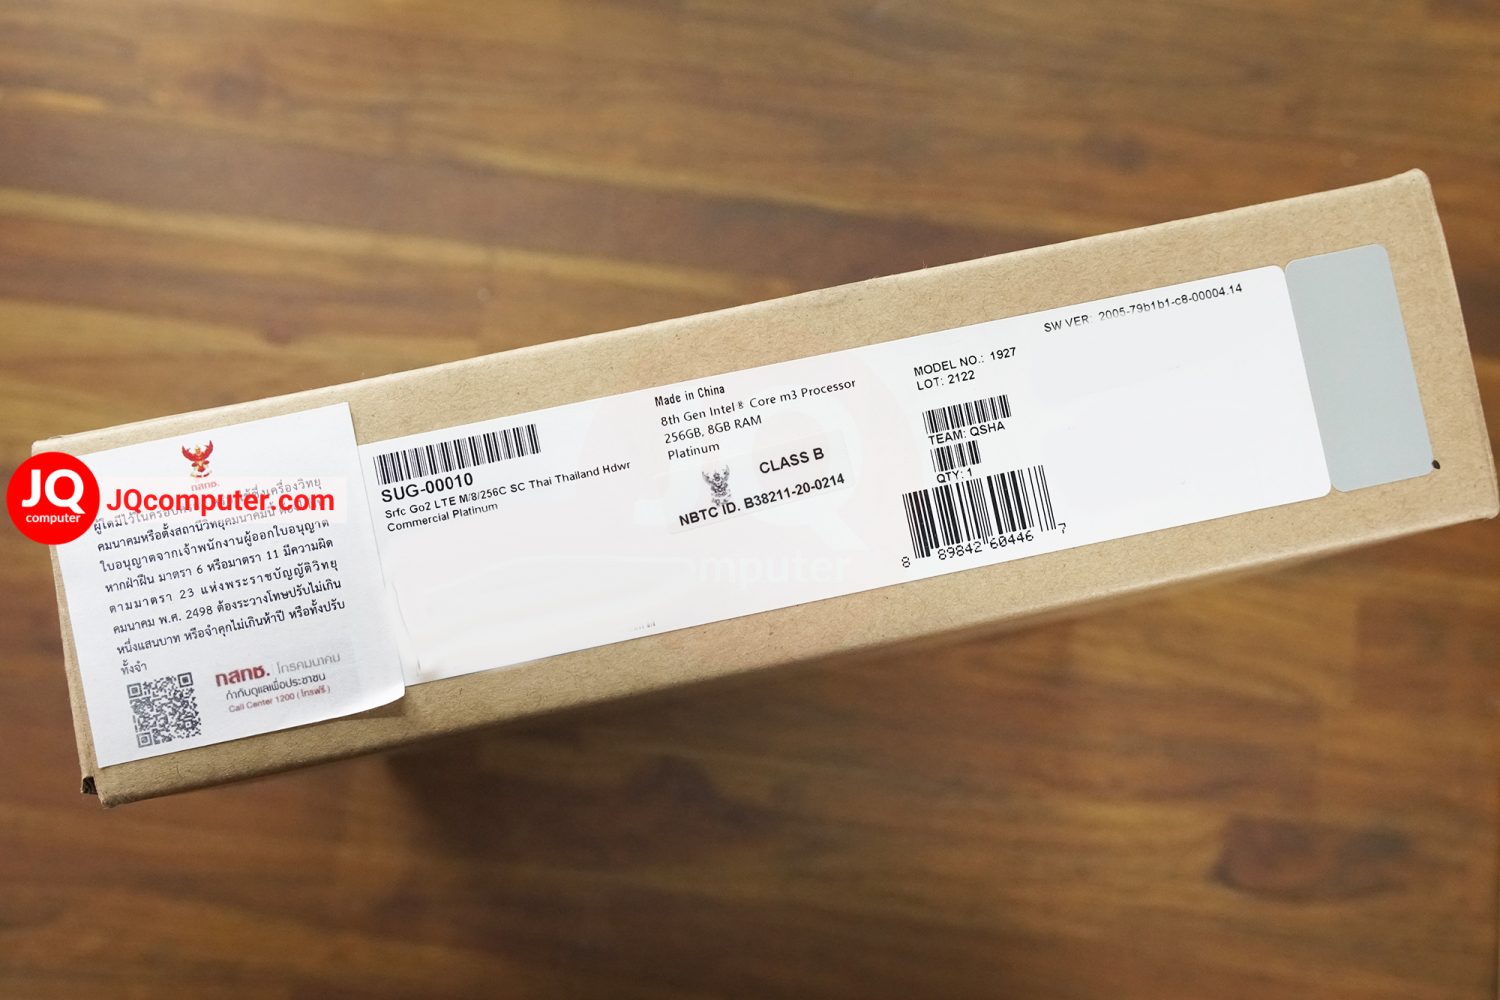 กสทช.
JQ
computer
JQcomputer.com
ผู้ใดมีไว้ในครอบครอง
คมนาคมหรือตั้งสถานีวิทยุคมนาคมนี้
ใบอนุญาตจากเจ้าพนักงานผู้ออกใบอนุญาต
หากฝ่าฝืน มาตรา 6 หรือมาตรา 11 มีความผิด
ตามมาตรา 23 แห่งพระราชบัญญัติวิทยุ
คมนาคม พ.ศ. 2498 ต้องระวางโทษปรับไม่เกิน
หนึ่งแสนบาท หรือจำคุกไม่เกินห้าปี หรือทั้งปรับ
ทั้งจำ
กสทช. โทรคมนาคม
กำกับดูแลเพื่อประชาชน
Call Center 1200 (โทรฟรี)
SUG-00010
Srfc Go2 LTE M/8/256C SC Thai Thailand Hdwr
Commercial Platinum
Made in China
8th Gen Intel® Core m3 Processor
256GB, 8GB RAM
Platinum
CLASS B
NBTC ID. B38211-20-0214
computer
SW VER: 2005-79b1b1-c8-00004.14
MODEL NO.: 1927
LOT: 2122
TEAM: QSHA
QTY: 1
8 89842 60446 7